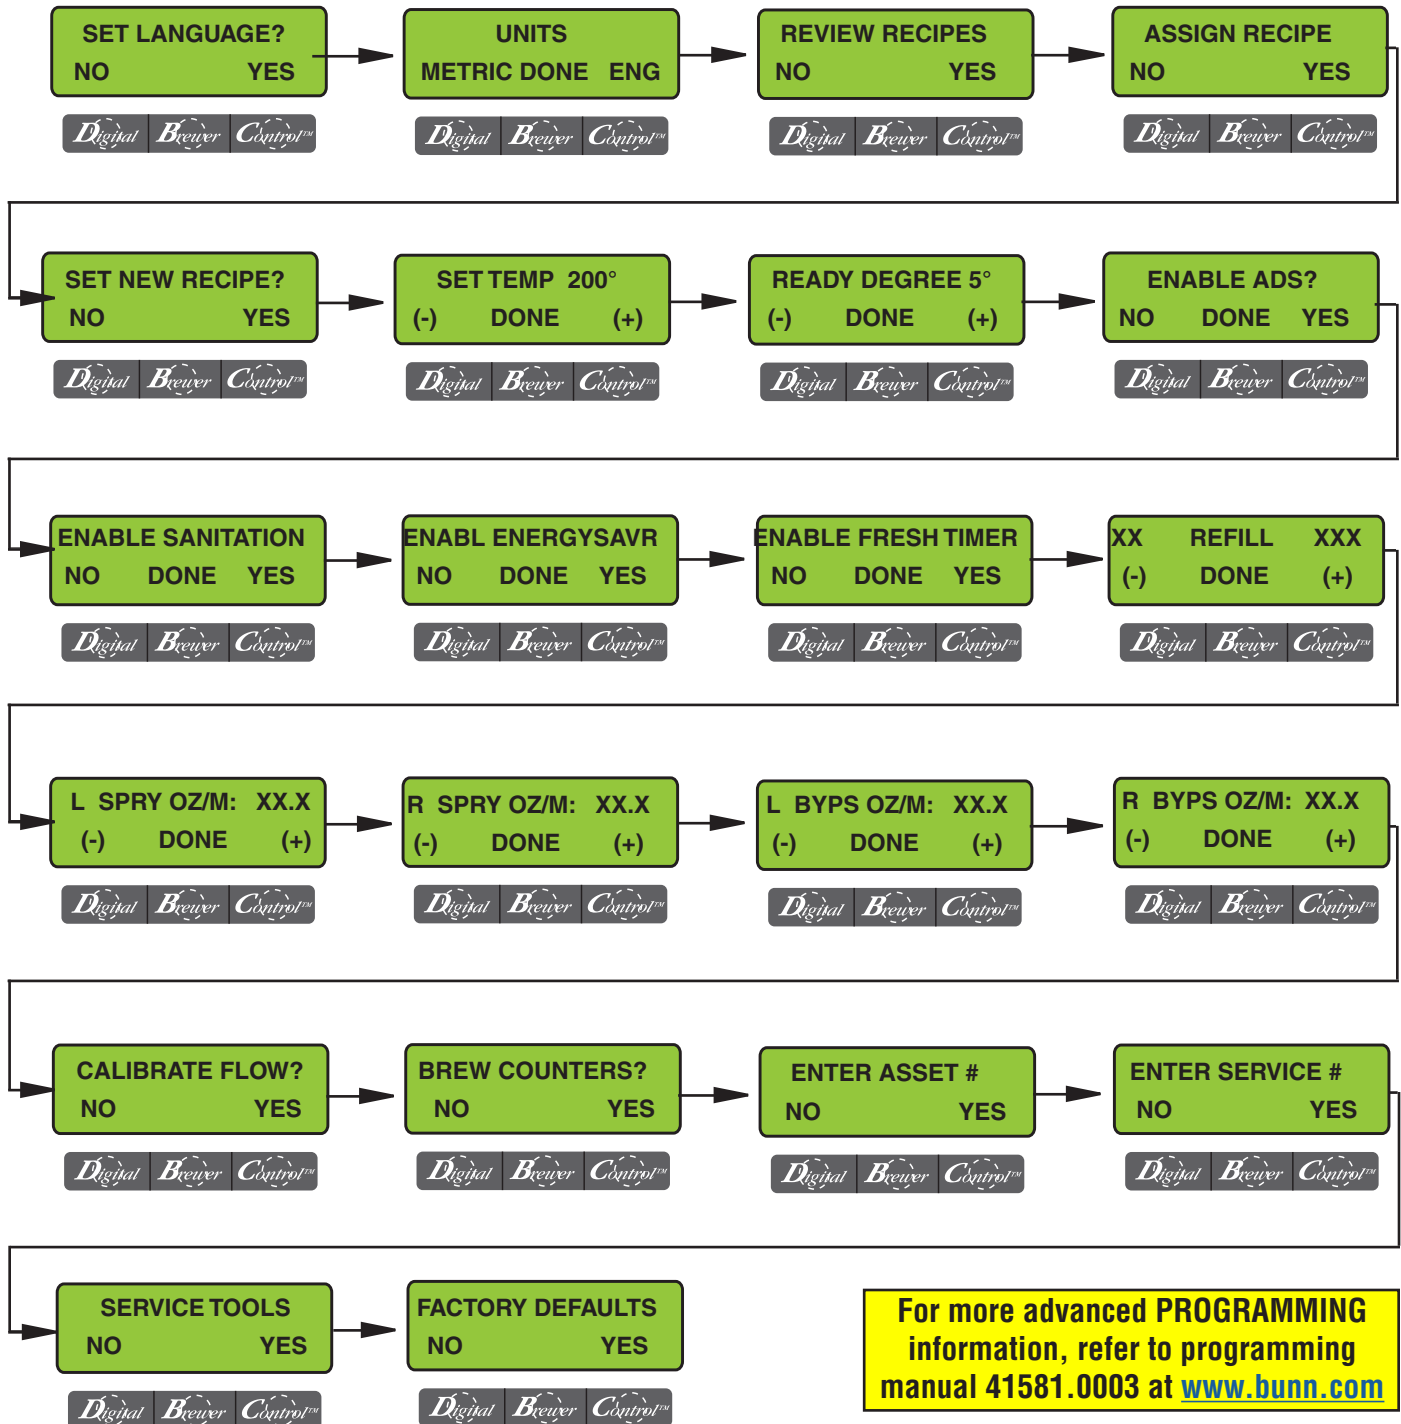 SET LANGUAGE?
NO YES
Digital Brewer Control™
UNITS
METRIC DONE ENG
Digital Brewer Control™
REVIEW RECIPES
NO YES
Digital Brewer Control™
ASSIGN RECIPE
NO YES
Digital Brewer Control™
SET NEW RECIPE?
NO YES
Digital Brewer Control™
SET TEMP 200°
(-) DONE (+)
Digital Brewer Control™
READY DEGREE 5°
(-) DONE (+)
Digital Brewer Control™
ENABLE ADS?
NO DONE YES
Digital Brewer Control™
ENABLE SANITATION
NO DONE YES
Digital Brewer Control™
ENABL ENERGYSAVR
NO DONE YES
Digital Brewer Control™
ENABLE FRESH TIMER
NO DONE YES
Digital Brewer Control™
XX REFILL XXX
(-) DONE (+)
Digital Brewer Control™
L SPRY OZ/M: XX.X
(-) DONE (+)
Digital Brewer Control™
R SPRY OZ/M: XX.X
(-) DONE (+)
Digital Brewer Control™
L BYPS OZ/M: XX.X
(-) DONE (+)
Digital Brewer Control™
R BYPS OZ/M: XX.X
(-) DONE (+)
Digital Brewer Control™
CALIBRATE FLOW?
NO YES
Digital Brewer Control™
BREW COUNTERS?
NO YES
Digital Brewer Control™
ENTER ASSET #
NO YES
Digital Brewer Control™
ENTER SERVICE #
NO YES
Digital Brewer Control™
SERVICE TOOLS
NO YES
Digital Brewer Control™
FACTORY DEFAULTS
NO YES
Digital Brewer Control™
For more advanced PROGRAMMING
information, refer to programming
manual 41581.0003 at www.bunn.com